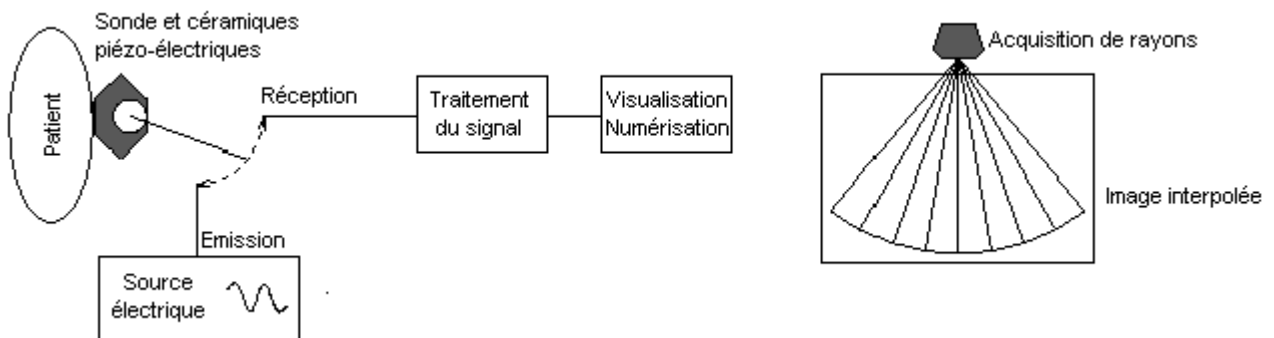 Sonde et céramiques
piézo-électriques
Patient
Réception
Traitement
du signal
Visualisation
Numérisation
Emission
Source
électrique
Acquisition de rayons
Image interpolée